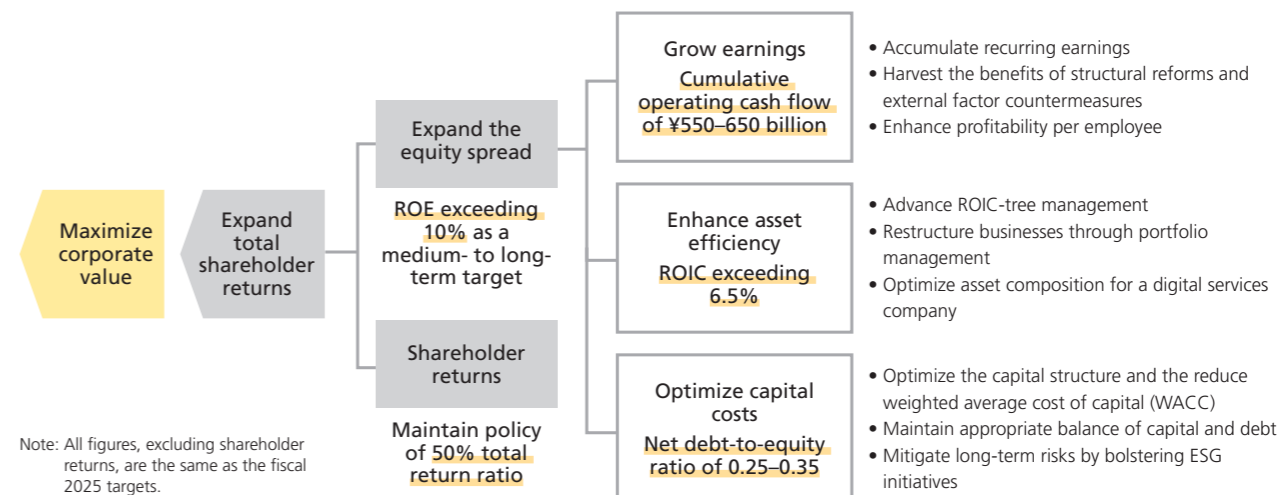 Maximize
corporate
value
Expand
total
shareholder
returns
Expand the
equity spread
ROE exceeding
10% as a
medium- to long-
term target
Shareholder
returns
Maintain policy
of 50% total
return ratio
Grow earnings
Cumulative
operating cash flow
of ¥550–650 billion
• Accumulate recurring earnings
• Harvest the benefits of structural reforms and
external factor countermeasures
• Enhance profitability per employee
Enhance asset
efficiency
ROIC exceeding
6.5%
• Advance ROIC-tree management
• Restructure businesses through portfolio
management
• Optimize asset composition for a digital services
company
Optimize capital
costs
Net debt-to-equity
ratio of 0.25–0.35
• Optimize the capital structure and the reduce
weighted average cost of capital (WACC)
• Maintain appropriate balance of capital and debt
• Mitigate long-term risks by bolstering ESG
initiatives
Note: All figures, excluding shareholder
returns, are the same as the fiscal
2025 targets.